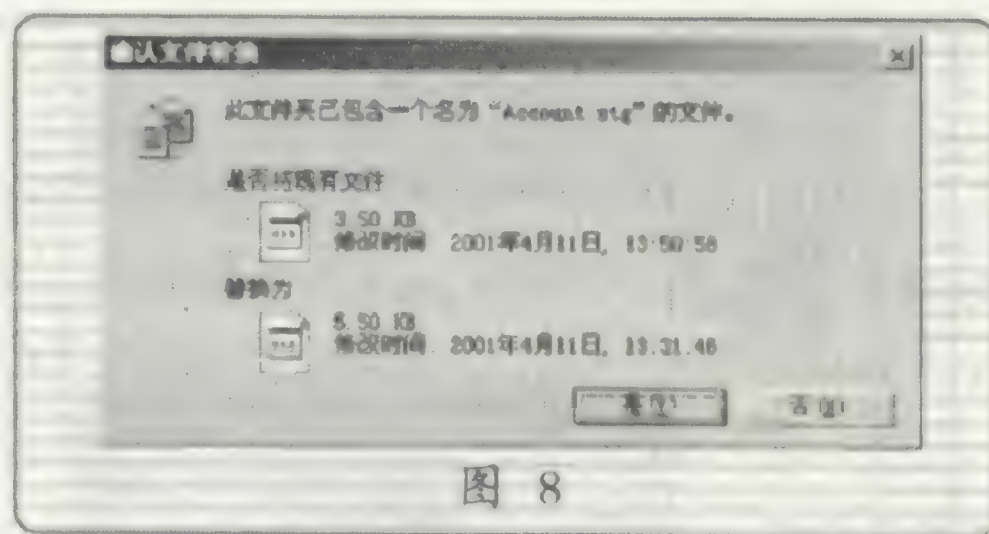 确认文件替换
此文件夹已包含一个名为“Account stg”的文件。
是否将现有文件
3.50 KB
修改时间 2001年4月11日, 13:50:58
替换为
修改时间 2001年4月11日, 13:31:46
是(Y)
否(N)
图 8